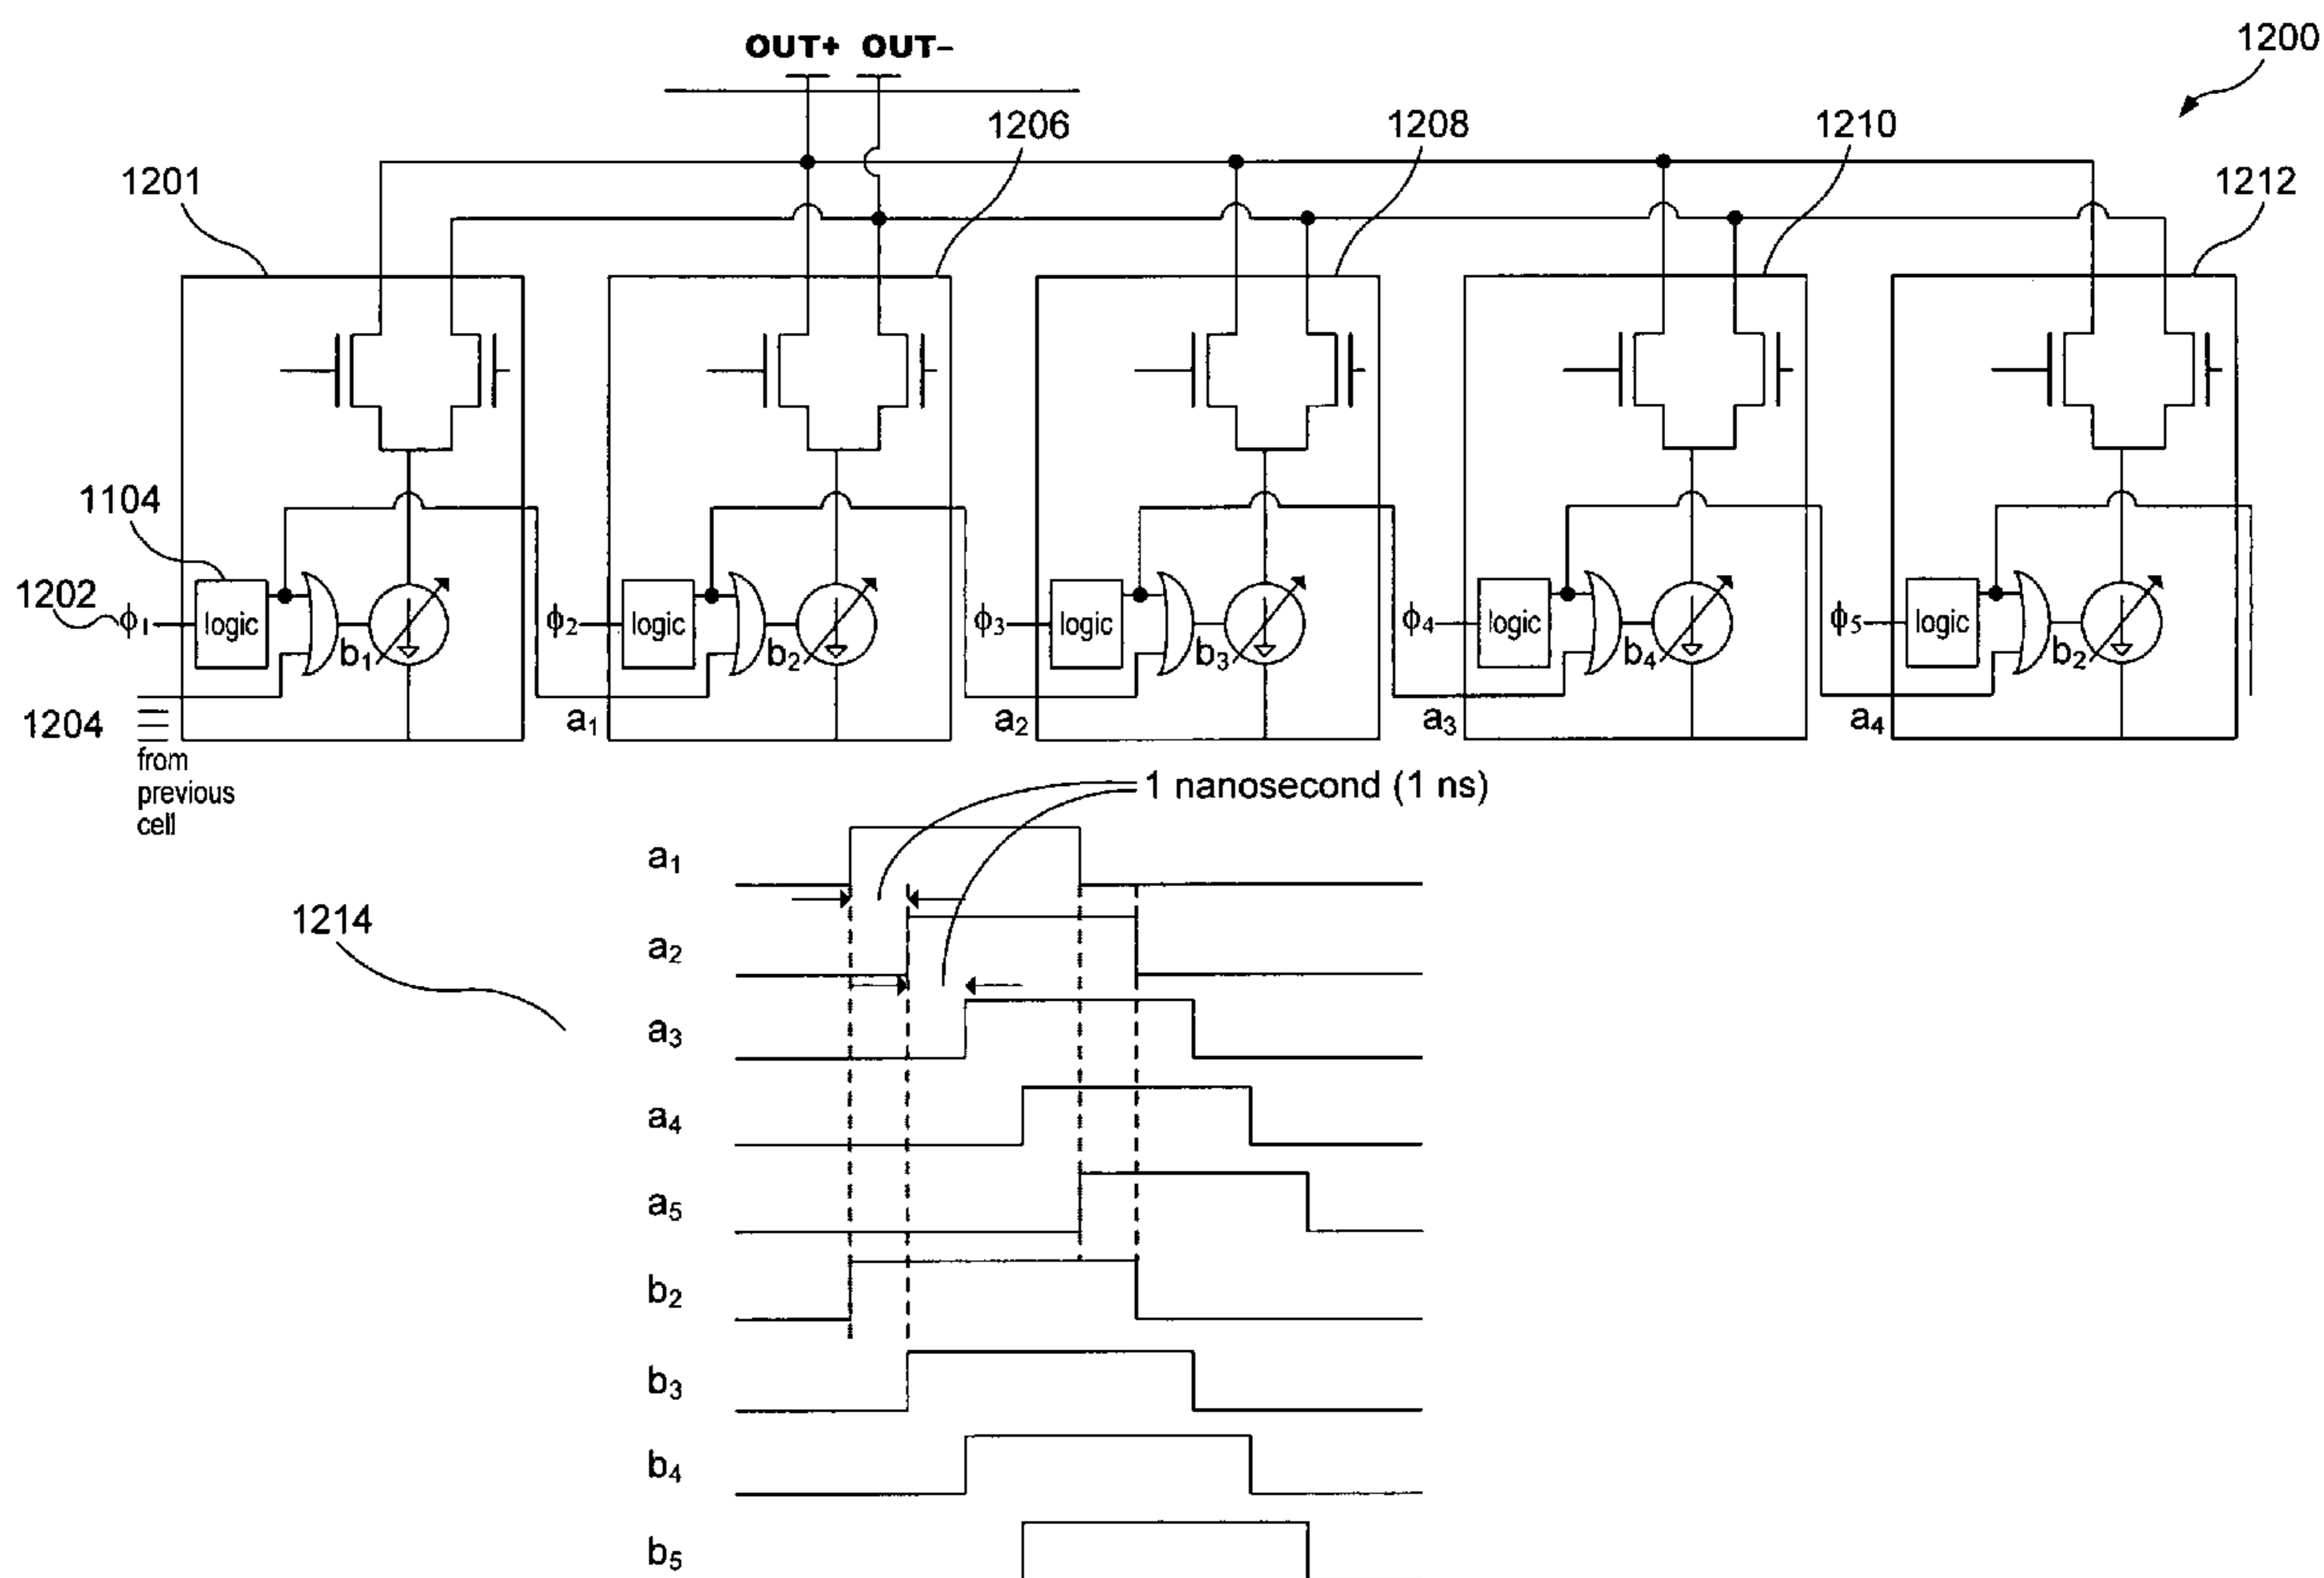 OUT+ OUT–
1200
1206
1208
1210
1201
1212
1104
1202
ϕ1
logic
b1
ϕ2
logic
b2
ϕ3
logic
b3
ϕ4
logic
b4
ϕ5
logic
b2
1204
a1
a2
a3
a4
from
previous
cell
1 nanosecond (1 ns)
1214
a1
a2
a3
a4
a5
b2
b3
b4
b5